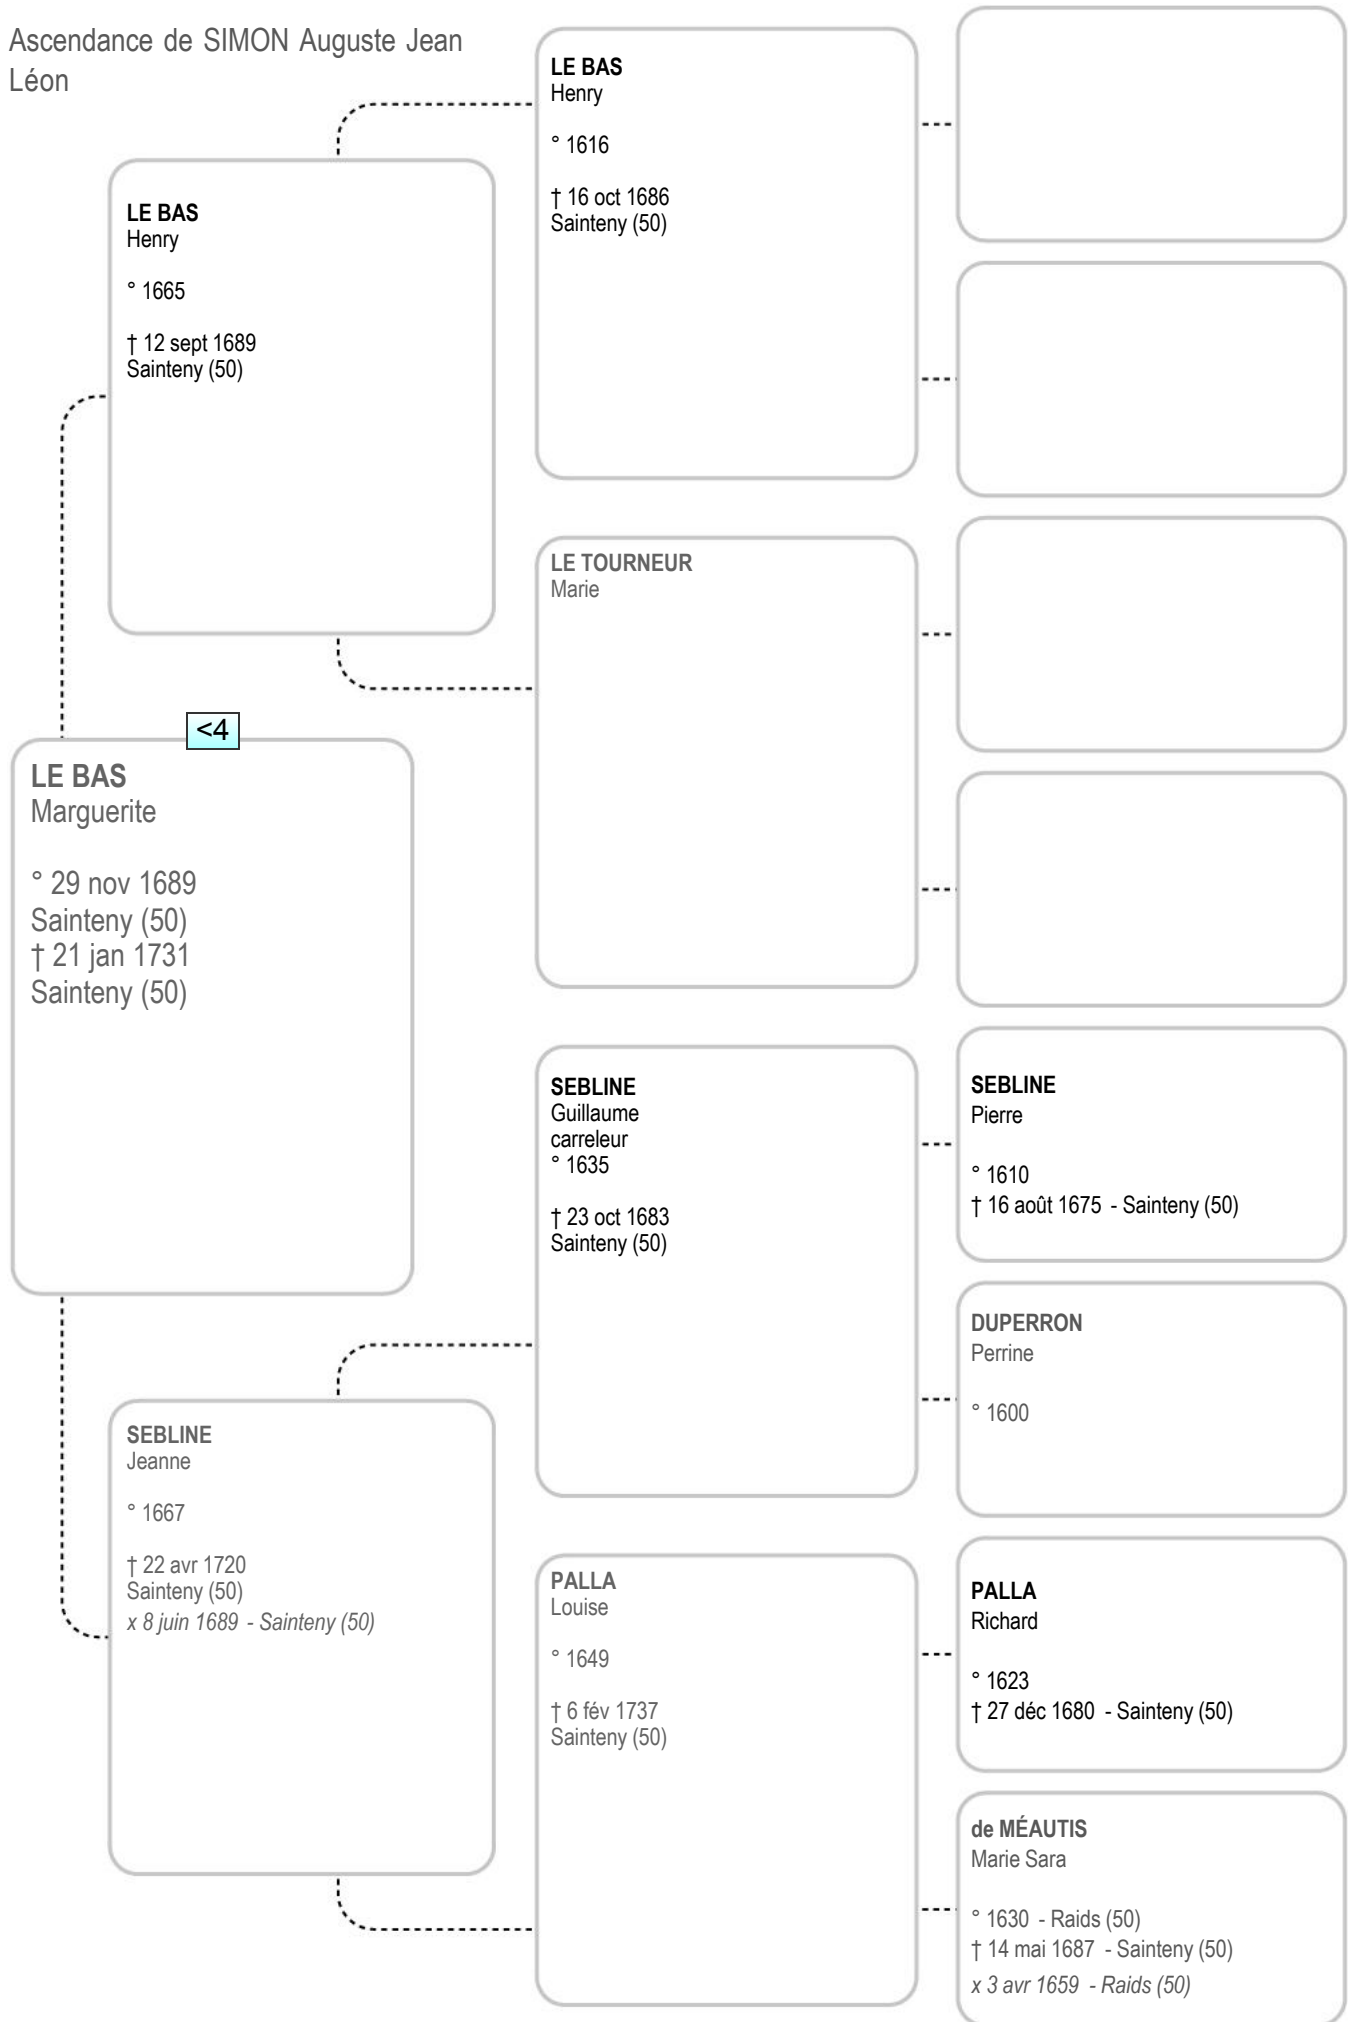 Ascendance de SIMON Auguste Jean
Léon
LE BAS
Henry
° 1616
† 16 oct 1686
Sainteny (50)
LE BAS
Henry
° 1665
† 12 sept 1689
Sainteny (50)
LE TOURNEUR
Marie
<4
LE BAS
Marguerite
° 29 nov 1689
Sainteny (50)
† 21 jan 1731
Sainteny (50)
SEBLINE
Guillaume
carreleur
° 1635
† 23 oct 1683
Sainteny (50)
SEBLINE
Pierre
° 1610
† 16 août 1675 - Sainteny (50)
DUPERRON
Perrine
° 1600
SEBLINE
Jeanne
° 1667
† 22 avr 1720
Sainteny (50)
x 8 juin 1689 - Sainteny (50)
PALLA
Louise
° 1649
† 6 fév 1737
Sainteny (50)
PALLA
Richard
° 1623
† 27 déc 1680 - Sainteny (50)
de MÉAUTIS
Marie Sara
° 1630 - Raids (50)
† 14 mai 1687 - Sainteny (50)
x 3 avr 1659 - Raids (50)